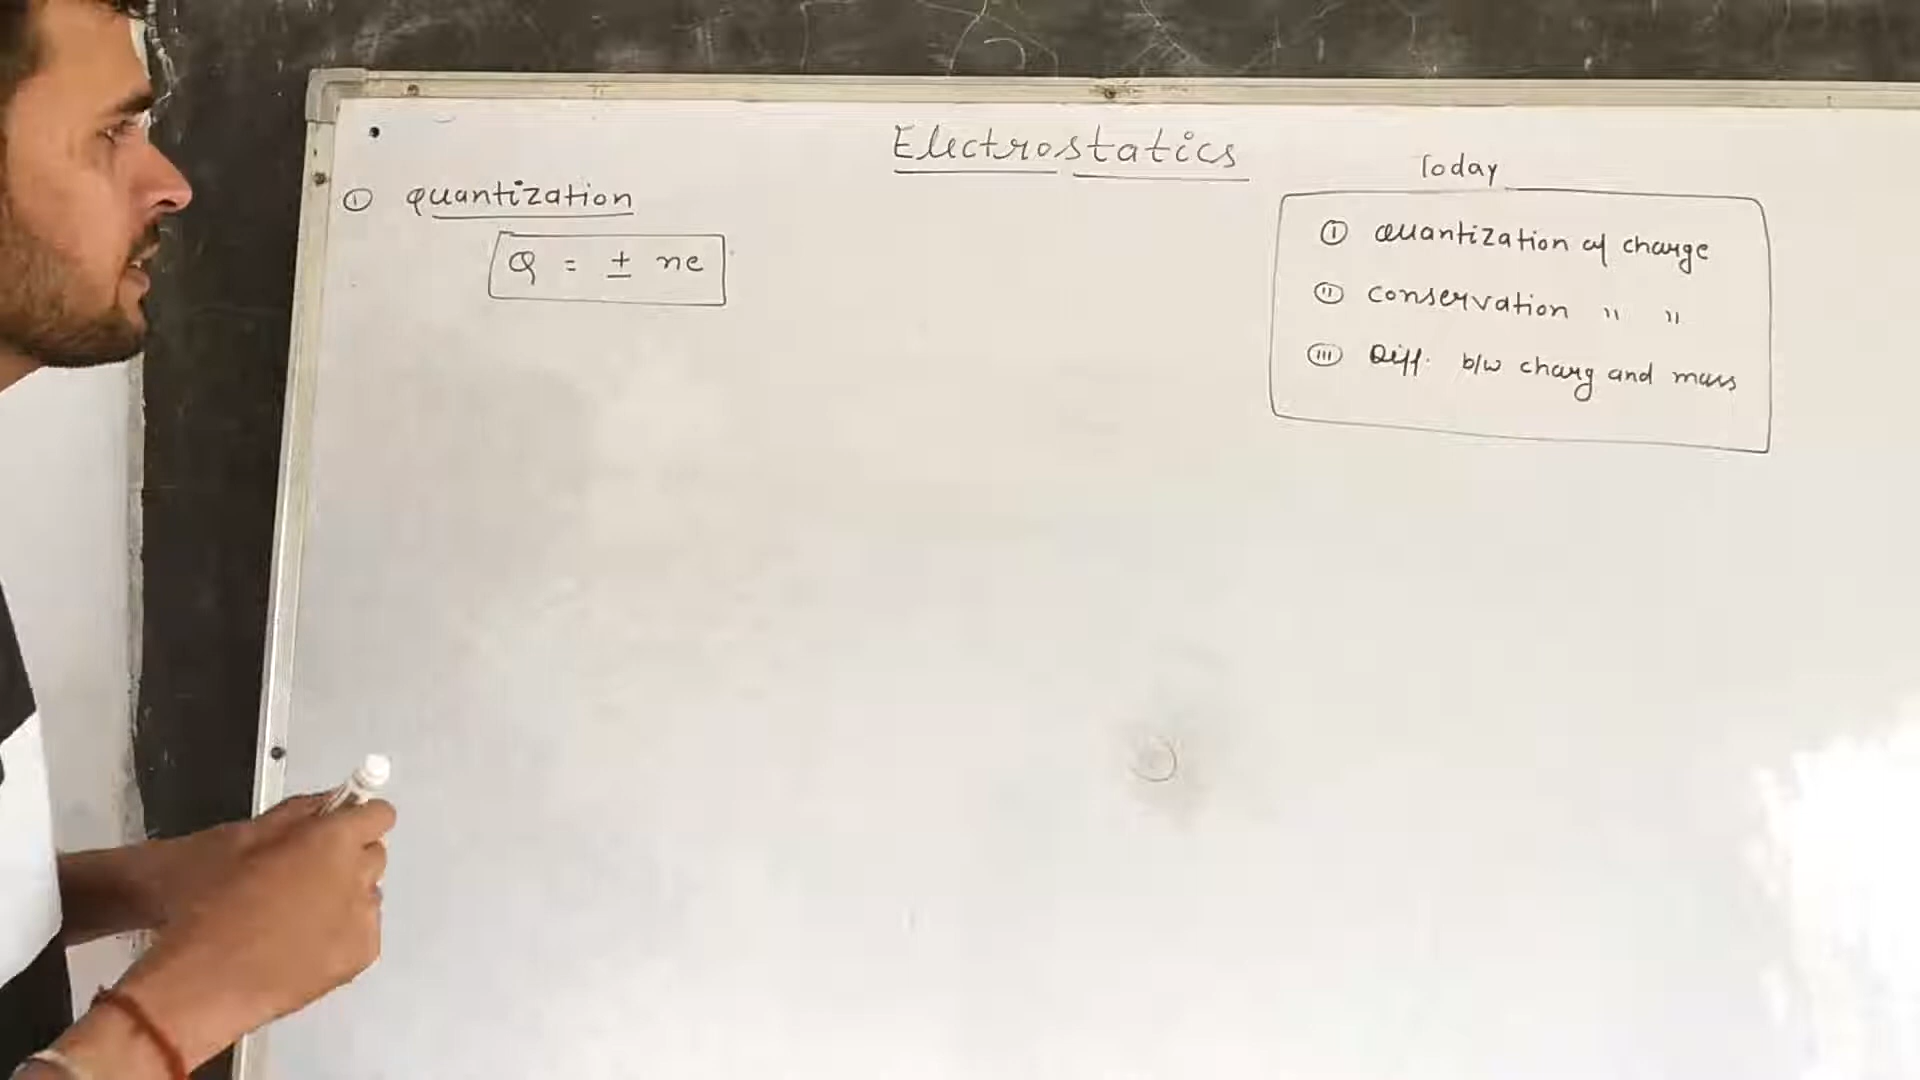 Electrostatics
① quantization
Q = ± ne
Today
① quantization of charge
② conservation " "
③ Diff. b/w charg and mass